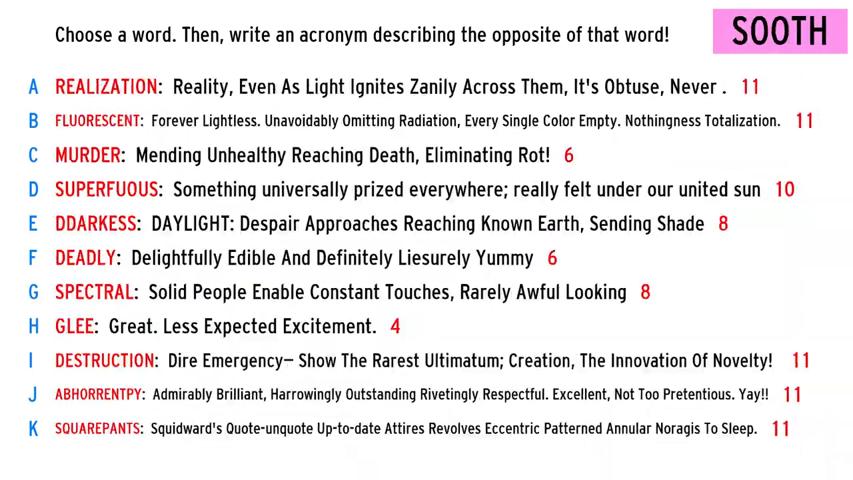 Choose a word. Then, write an acronym describing the opposite of that word!
SOOTH
A REALIZATION: Reality, Even As Light Ignites Zanily Across Them, It's Obtuse, Never . 11
B FLUORESCENT: Forever Lightless. Unavoidably Omitting Radiation, Every Single Color Empty. Nothingness Totalization. 11
C MURDER: Mending Unhealthy Reaching Death, Eliminating Rot! 6
D SUPERFUOUS: Something universally prized everywhere; really felt under our united sun 10
E DDARKESS: DAYLIGHT: Despair Approaches Reaching Known Earth, Sending Shade 8
F DEADLY: Delightfully Edible And Definitely Liesurely Yummy 6
G SPECTRAL: Solid People Enable Constant Touches, Rarely Awful Looking 8
H GLEE: Great. Less Expected Excitement. 4
I DESTRUCTION: Dire Emergency— Show The Rarest Ultimatum; Creation, The Innovation Of Novelty! 11
J ABHORRENTPY: Admirably Brilliant, Harrowingly Outstanding Rivetingly Respectful. Excellent, Not Too Pretentious. Yay!! 11
K SQUAREPANTS: Squidward's Quote-unquote Up-to-date Attires Revolves Eccentric Patterned Annular Noragis To Sleep. 11